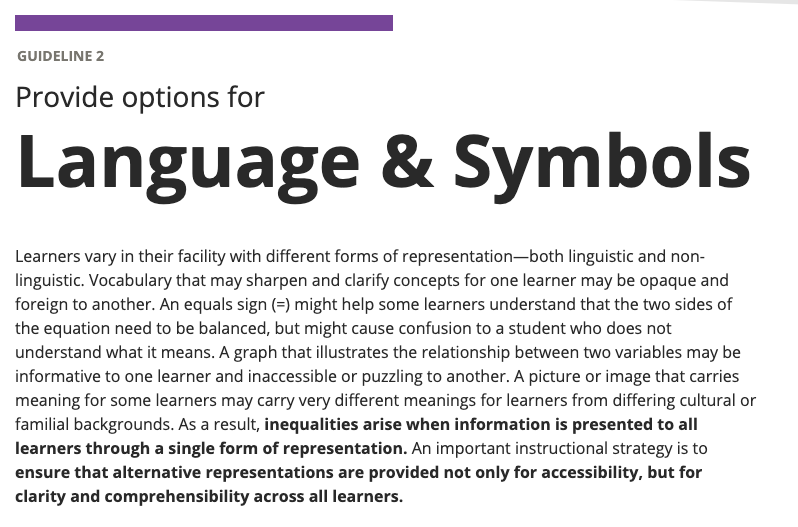 GUIDELINE 2
Provide options for
Language & Symbols
Learners vary in their facility with different forms of representation—both linguistic and non-
linguistic. Vocabulary that may sharpen and clarify concepts for one learner may be opaque and
foreign to another. An equals sign (=) might help some learners understand that the two sides of
the equation need to be balanced, but might cause confusion to a student who does not
understand what it means. A graph that illustrates the relationship between two variables may be
informative to one learner and inaccessible or puzzling to another. A picture or image that carries
meaning for some learners may carry very different meanings for learners from differing cultural or
familial backgrounds. As a result, inequalities arise when information is presented to all
learners through a single form of representation. An important instructional strategy is to
ensure that alternative representations are provided not only for accessibility, but for
clarity and comprehensibility across all learners.